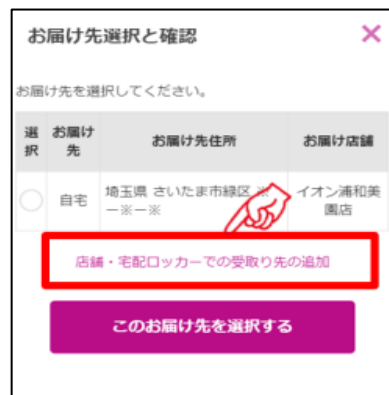 お届け先選択と確認
お届け先を選択してください。
選択 お届け先 お届け先住所 お届け店舗
自宅 埼玉県 さいたま市緑区 ※ イオン浦和美
ー※ー※ 園店
店舗・宅配ロッカーでの受取り先の追加
このお届け先を選択する